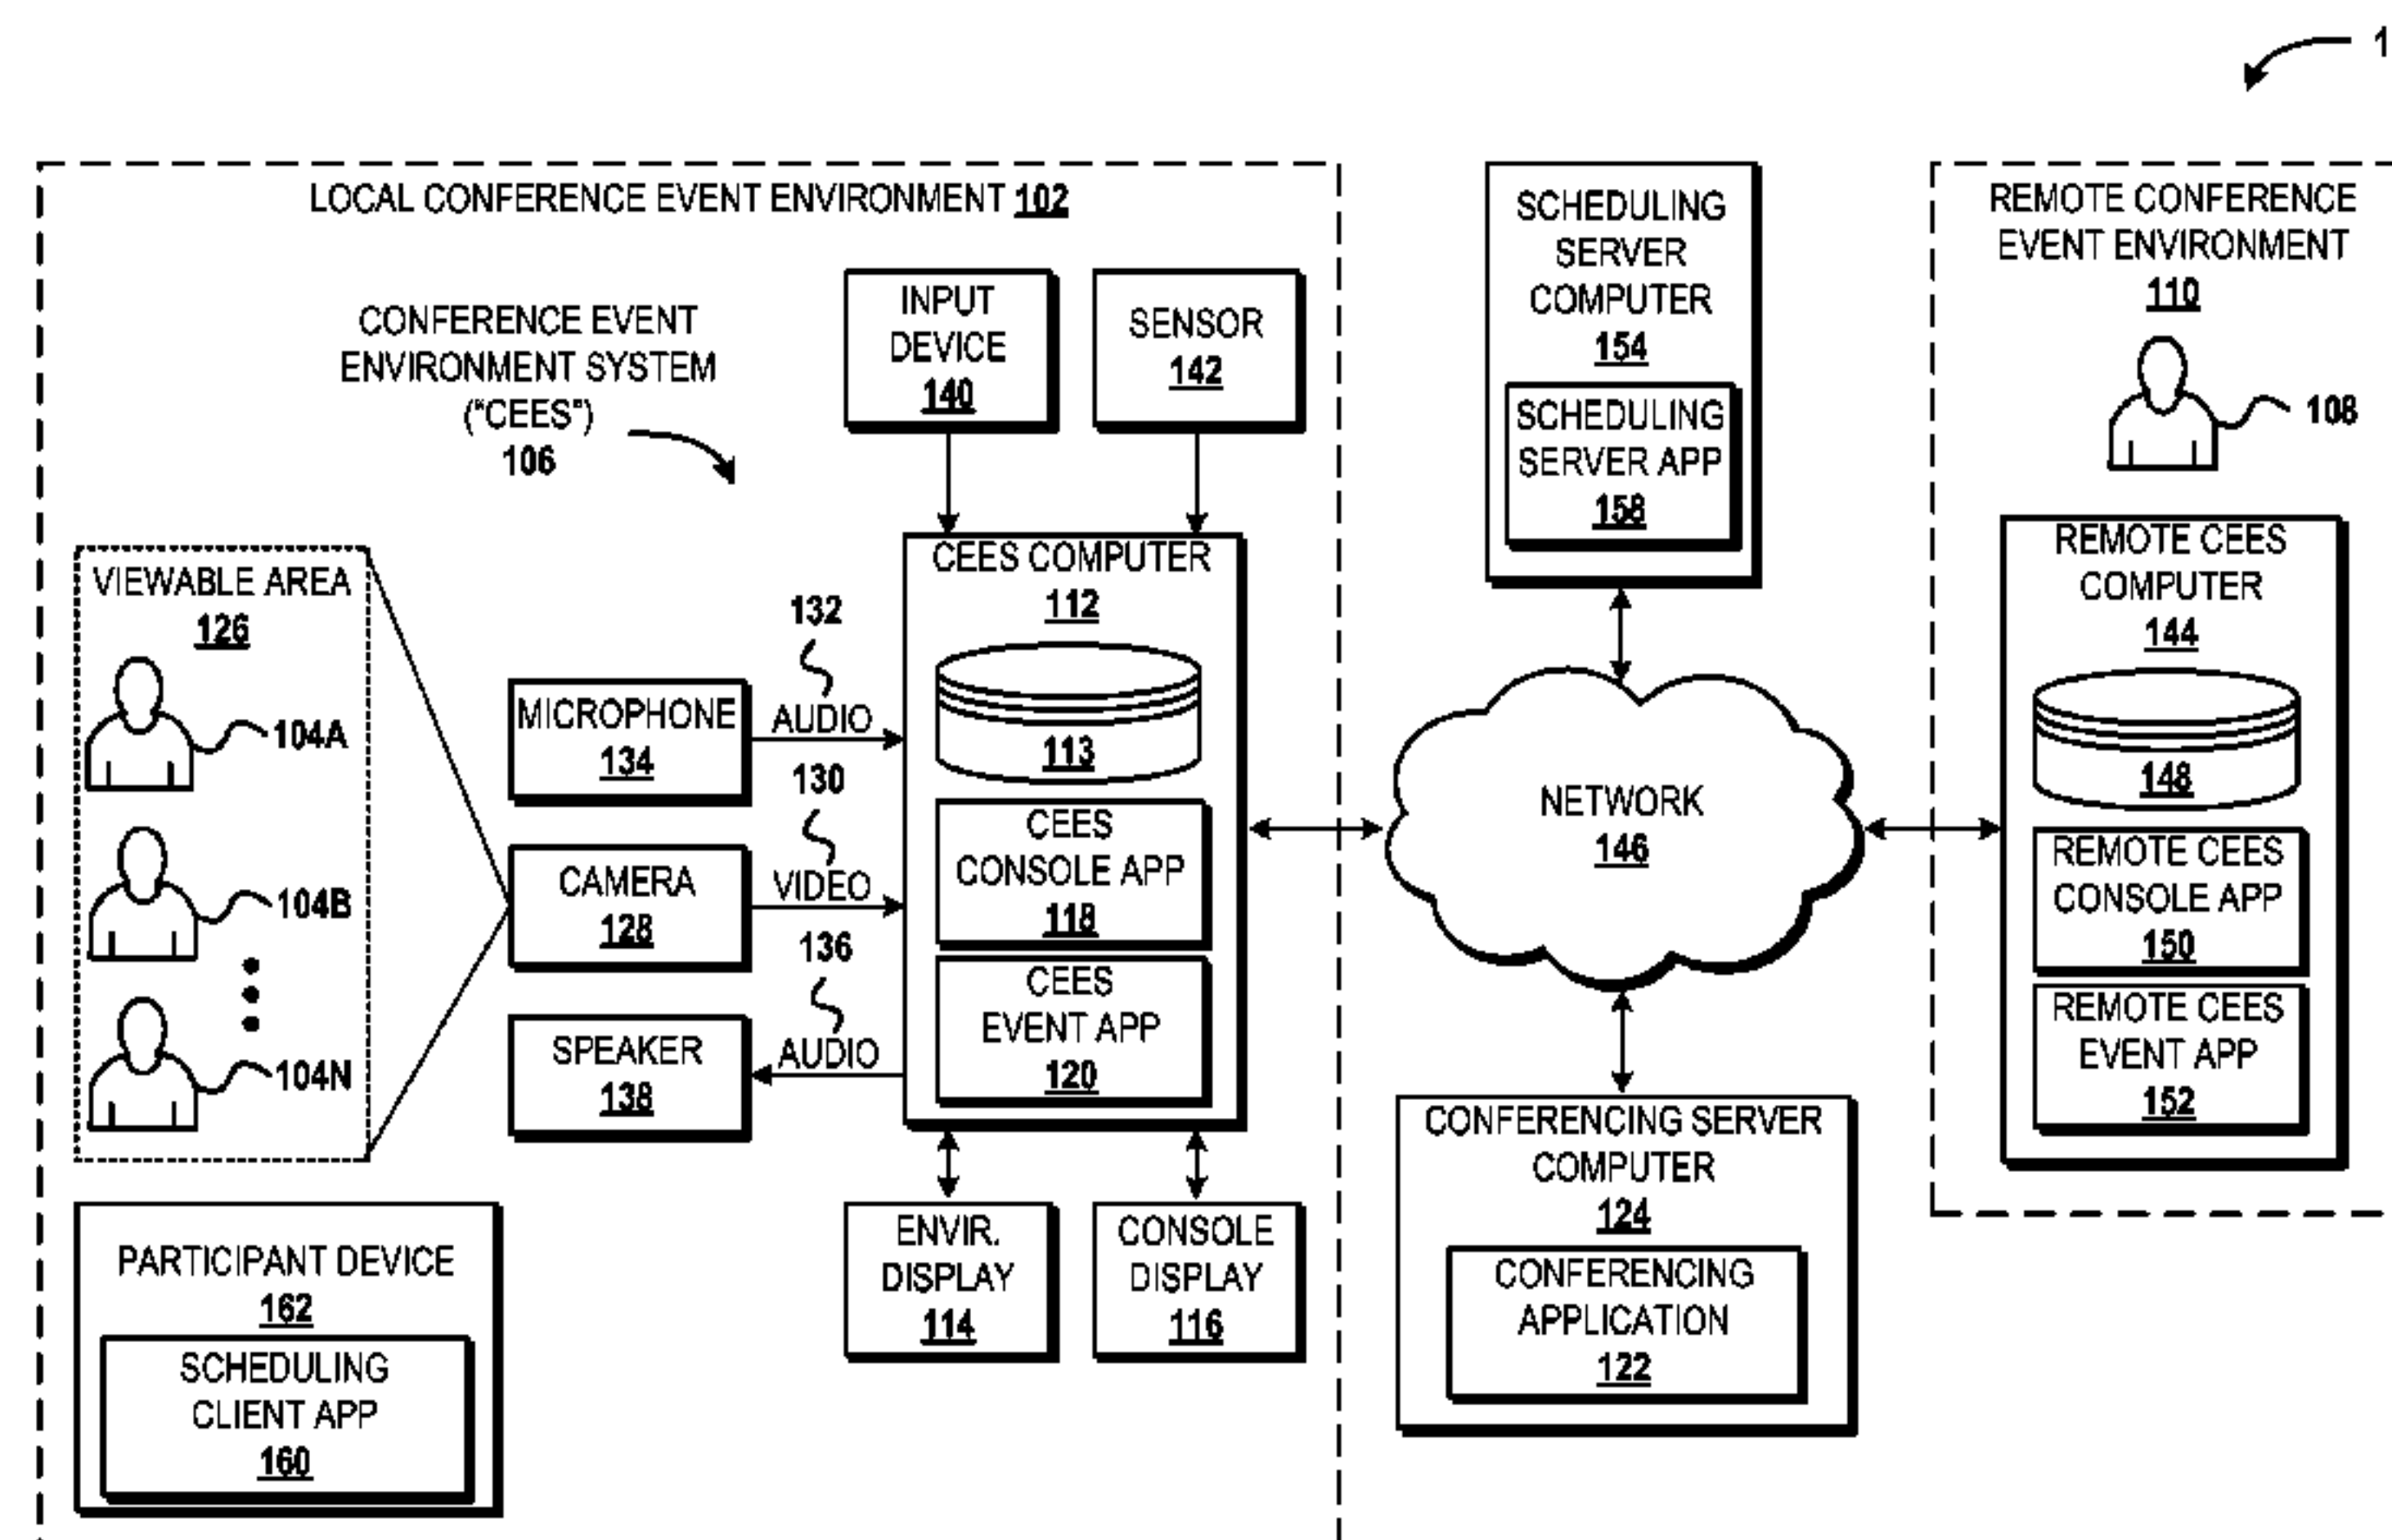 1
LOCAL CONFERENCE EVENT ENVIRONMENT 102
CONFERENCE EVENT
ENVIRONMENT SYSTEM
("CEES")
106
INPUT
DEVICE
140
SENSOR
142
VIEWABLE AREA
126
104A
104B
104N
MICROPHONE
134
132
AUDIO
CAMERA
128
130
VIDEO
SPEAKER
138
136
AUDIO
CEES COMPUTER
112
113
CEES
CONSOLE APP
118
CEES
EVENT APP
120
ENVIR.
DISPLAY
114
CONSOLE
DISPLAY
116
PARTICIPANT DEVICE
162
SCHEDULING
CLIENT APP
160
SCHEDULING
SERVER
COMPUTER
154
SCHEDULING
SERVER APP
158
NETWORK
146
CONFERENCING SERVER
COMPUTER
124
CONFERENCING
APPLICATION
122
REMOTE CONFERENCE
EVENT ENVIRONMENT
110
108
REMOTE CEES
COMPUTER
144
148
REMOTE CEES
CONSOLE APP
150
REMOTE CEES
EVENT APP
152